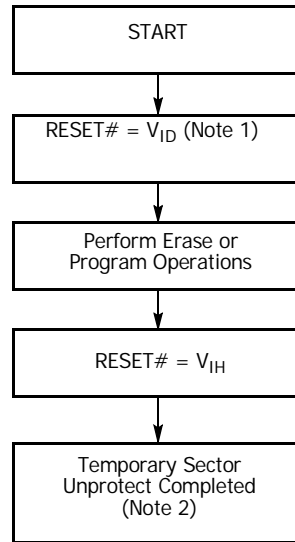 START
RESET# = VID (Note 1)
Perform Erase or
Program Operations
RESET# = VIH
Temporary Sector
Unprotect Completed
(Note 2)